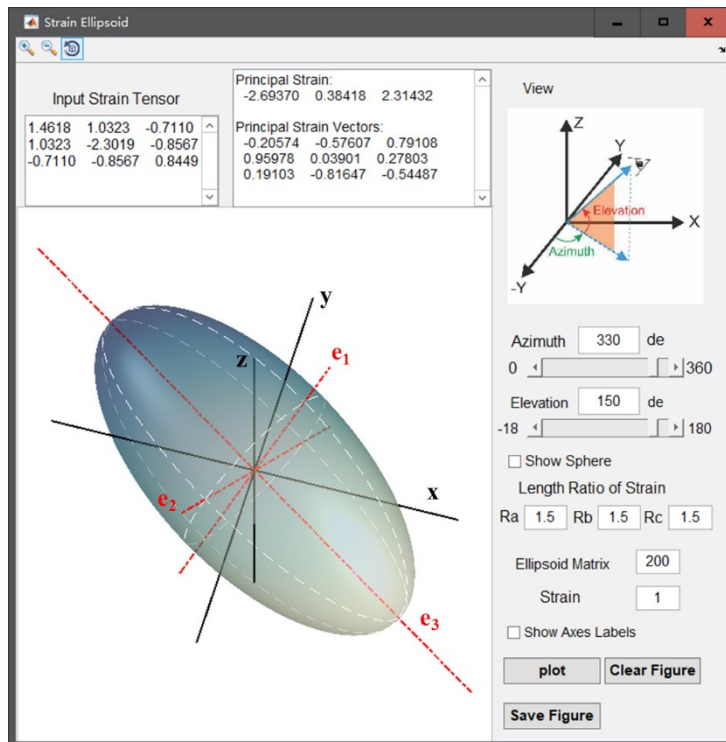 Strain Ellipsoid
Input Strain Tensor
1.4618 1.0323 -0.7110
1.0323 -2.3019 -0.8567
-0.7110 -0.8567 0.8449
Principal Strain:
-2.69370 0.38418 2.31432
Principal Strain Vectors:
-0.20574 -0.57607 0.79108
0.95978 0.03901 0.27803
0.19103 -0.81647 -0.54487
View
Z
Y
Elevation
X
Azimuth
-Y
y
z
e1
x
e2
e3
Azimuth 330 de
0 360
Elevation 150 de
-18 180
Show Sphere
Length Ratio of Strain
Ra 1.5 Rb 1.5 Rc 1.5
Ellipsoid Matrix 200
Strain 1
Show Axes Labels
plot Clear Figure
Save Figure